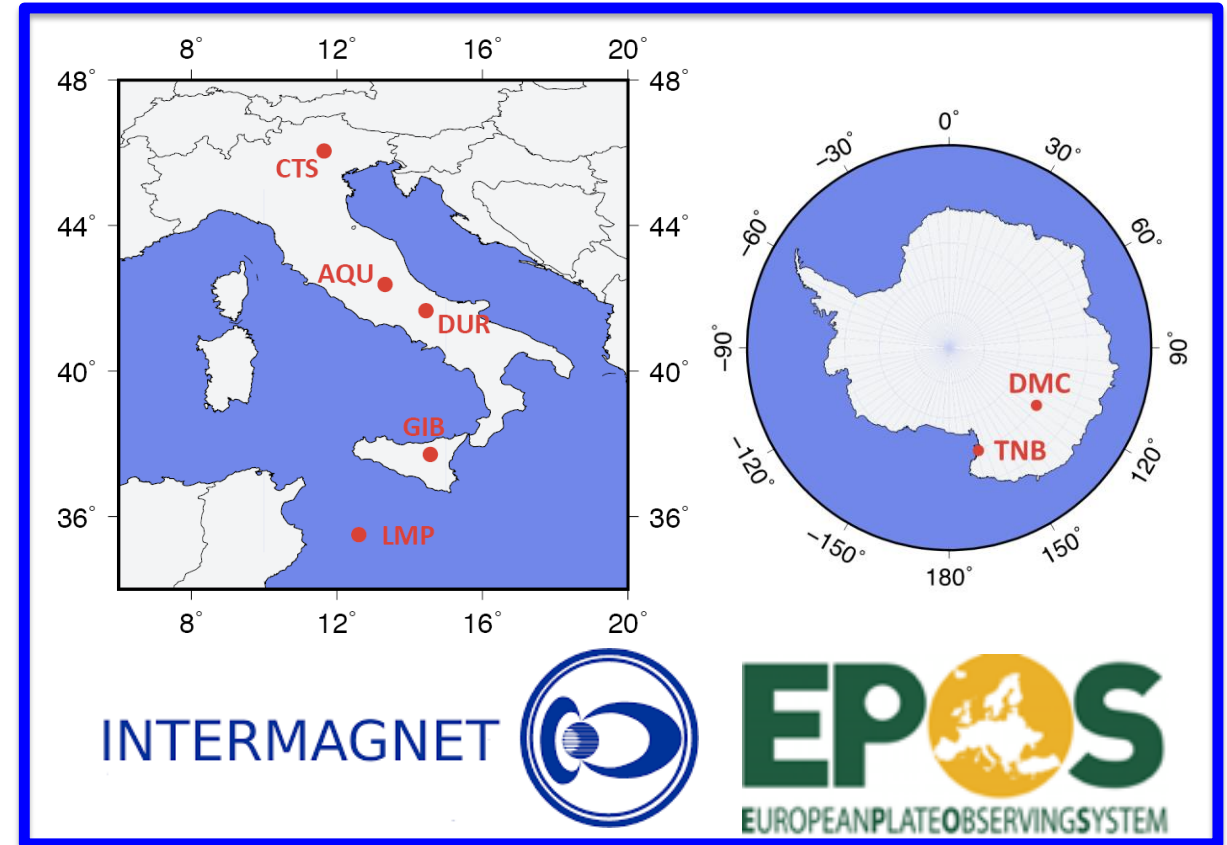 8° 12° 16° 20°
48° 48°
CTS
44° 44°
AQU
DUR
40° 40°
GIB
36° 36°
LMP
8° 12° 16° 20°
0°
−30° 30°
−60° 60°
−90° 90°
DMC
TNB
−120° 120°
−150° 150°
180°
INTERMAGNET
EPOS
EUROPEANPLATEOBSERVINGSYSTEM